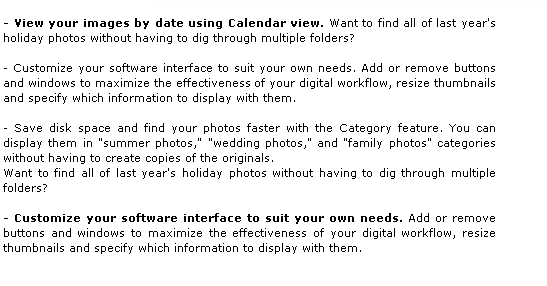 - View your images by date using Calendar view. Want to find all of last year's
holiday photos without having to dig through multiple folders?
- Customize your software interface to suit your own needs. Add or remove buttons
and windows to maximize the effectiveness of your digital workflow, resize thumbnails
and specify which information to display with them.
- Save disk space and find your photos faster with the Category feature. You can
display them in "summer photos," "wedding photos," and "family photos" categories
without having to create copies of the originals.
Want to find all of last year's holiday photos without having to dig through multiple
folders?
- Customize your software interface to suit your own needs. Add or remove
buttons and windows to maximize the effectiveness of your digital workflow, resize
thumbnails and specify which information to display with them.